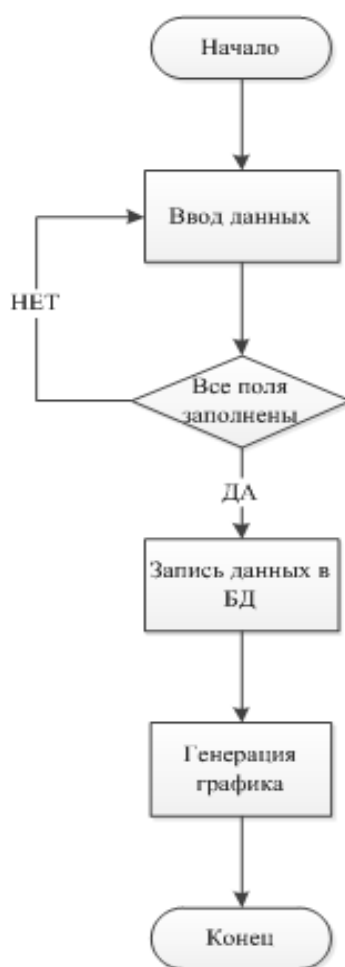 Начало
Ввод данных
НЕТ
Все поля
заполнены
ДА
Запись данных в
БД
Генерация
графика
Конец